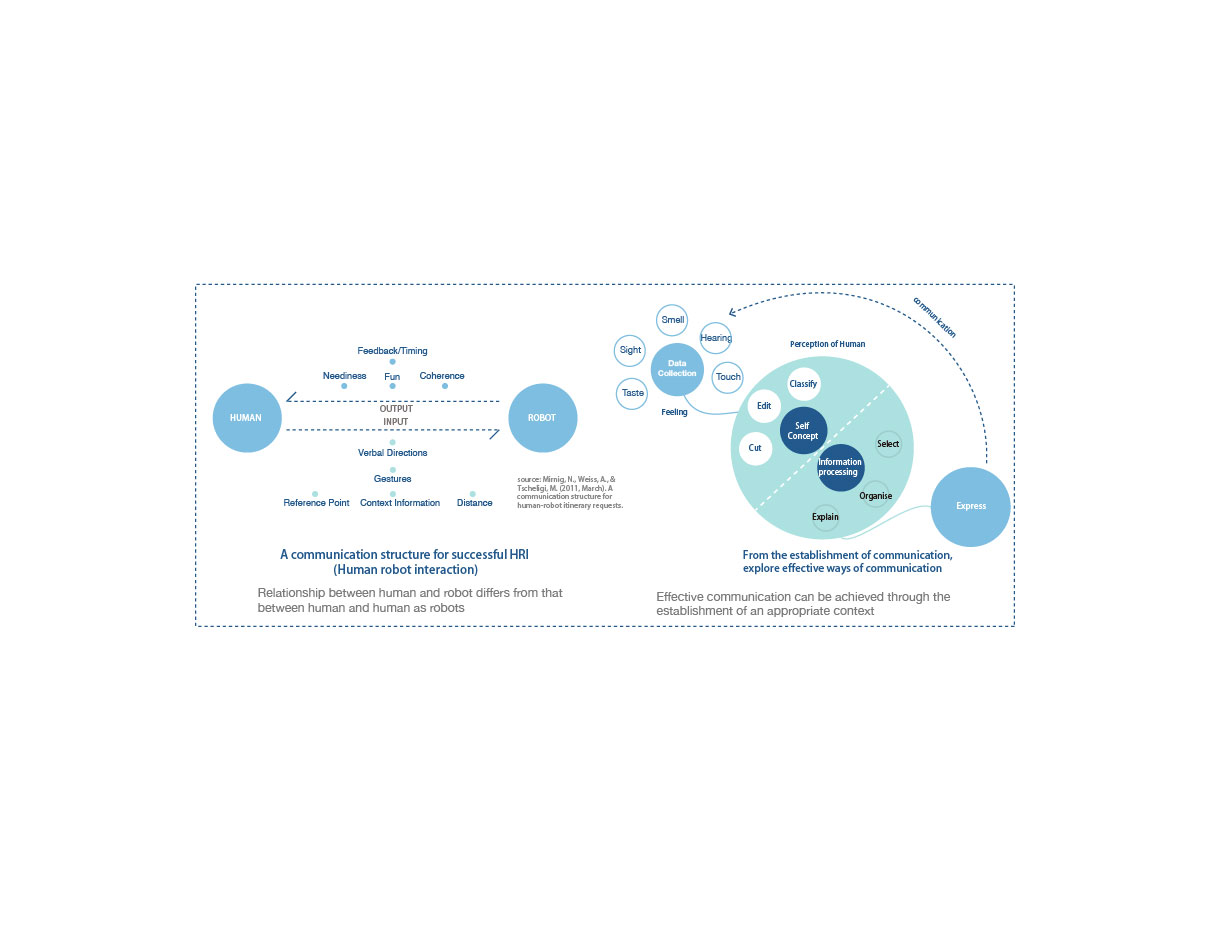 Feedback/Timing
Neediness
Fun
Coherence
HUMAN
OUTPUT
INPUT
ROBOT
Verbal Directions
Gestures
Reference Point
Context Information
Distance
source: Mirnig, N., Weiss, A., &
Tscheligi, M. (2011, March). A
communication structure for
human-robot itinerary requests.
A communication structure for successful HRI
(Human robot interaction)
Relationship between human and robot differs from that
between human and human as robots
Smell
Hearing
Sight
Data
Collection
Touch
Taste
Feeling
communication
Perception of Human
Classify
Edit
Self
Concept
Cut
Select
Information
processing
Organise
Explain
Express
From the establishment of communication,
explore effective ways of communication
Effective communication can be achieved through the
establishment of an appropriate context